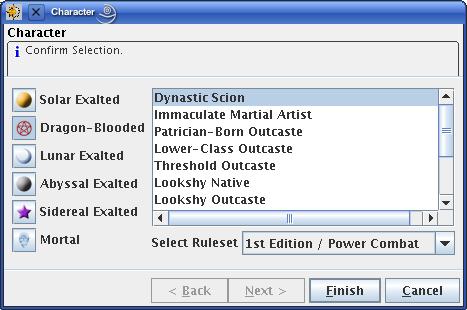 Character
Character
Confirm Selection.
Solar Exalted
Dragon-Blooded
Lunar Exalted
Abyssal Exalted
Sidereal Exalted
Mortal
Dynastic Scion
Immaculate Martial Artist
Patrician-Born Outcaste
Lower-Class Outcaste
Threshold Outcaste
Lookshy Native
Lookshy Outcaste
Select Ruleset 1st Edition / Power Combat
< Back Next > Finish Cancel